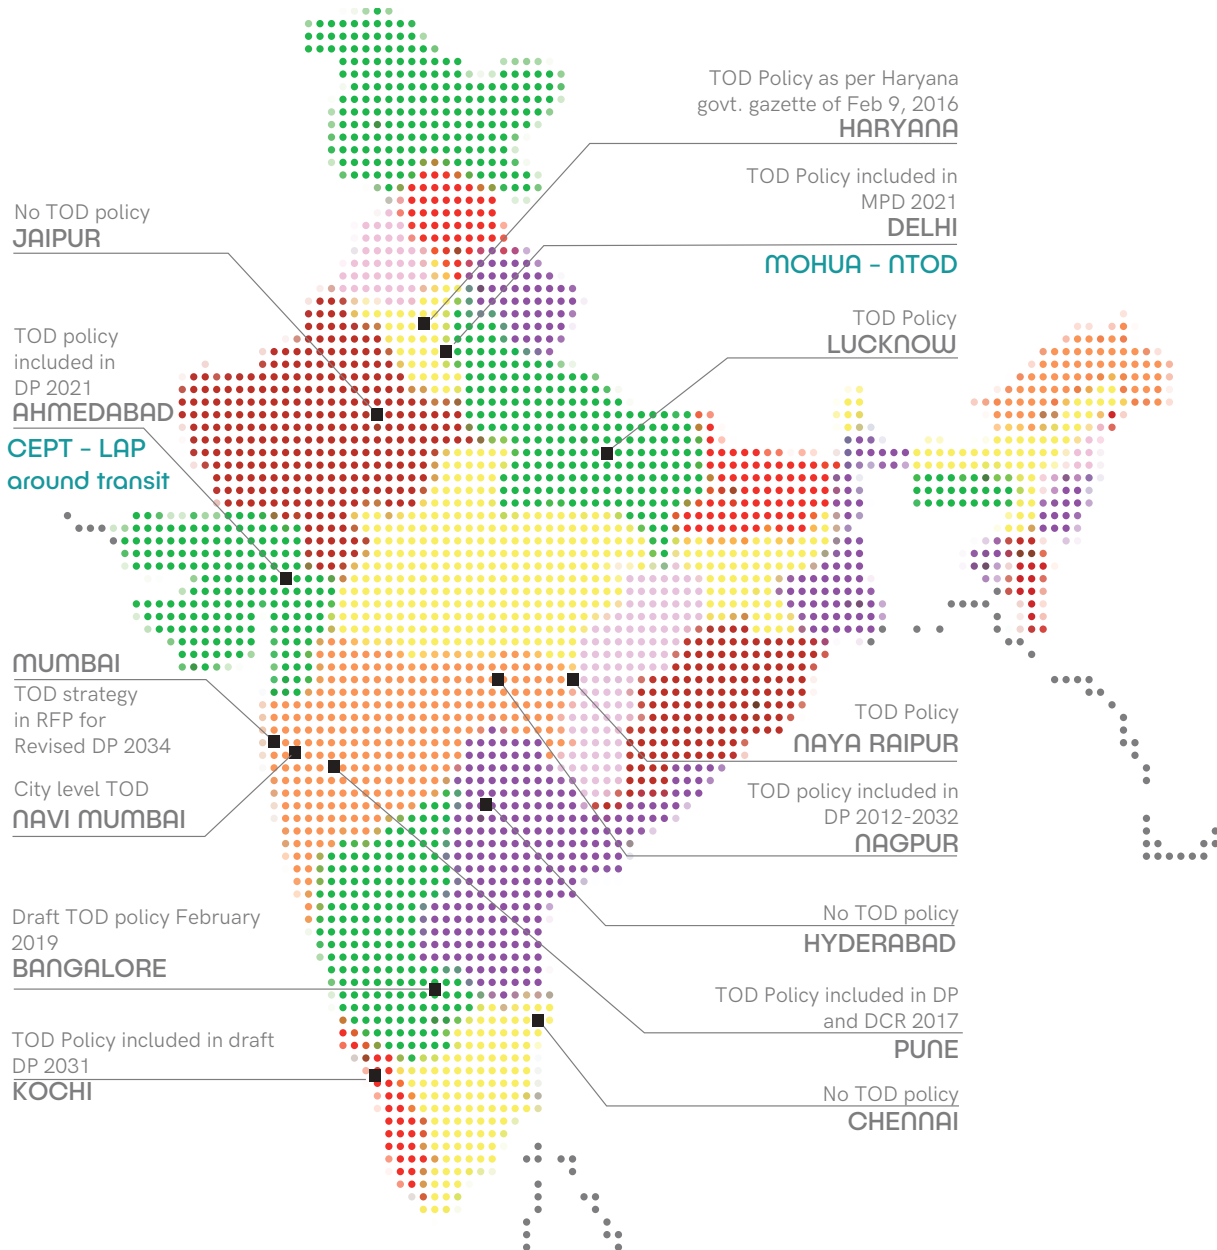 No TOD policy
JAIPUR
TOD policy
included in
DP 2021
AHMEDABAD
CEPT – LAP
around transit
MUMBAI
TOD strategy
in RFP for
Revised DP 2034
City level TOD
NAVI MUMBAI
Draft TOD policy February
2019
BANGALORE
TOD Policy included in draft
DP 2031
KOCHI
TOD Policy as per Haryana
govt. gazette of Feb 9, 2016
HARYANA
TOD Policy included in
MPD 2021
DELHI
MOHUA – NTOD
TOD Policy
LUCKNOW
TOD Policy
NAYA RAIPUR
TOD policy included in
DP 2012-2032
NAGPUR
No TOD policy
HYDERABAD
TOD Policy included in DP
and DCR 2017
PUNE
No TOD policy
CHENNAI